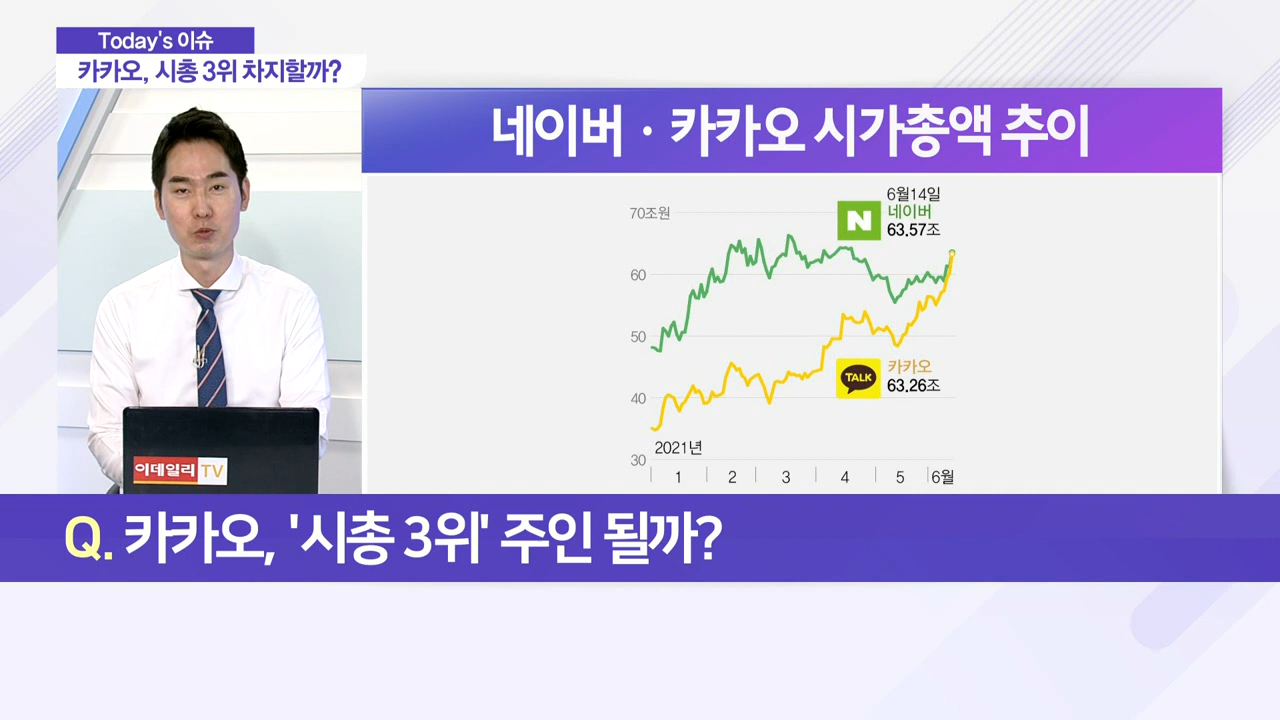 Today's 이슈
카카오, 시총 3위 차지할까?
네이버 · 카카오 시가총액 추이
70조원
60
50
40
30
6월14일
네이버
63.57조
N
TALK
카카오
63.26조
2021년
1 2 3 4 5 6월
이데일리 TV
Q. 카카오, '시총 3위' 주인 될까?